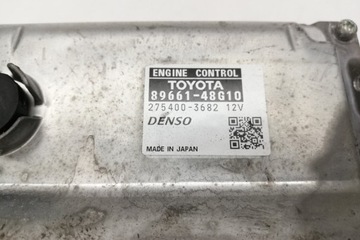 ENGINE CONTROL
TOYOTA
89661-48G10
275400-3682 12V
DENSO
MADE IN JAPAN